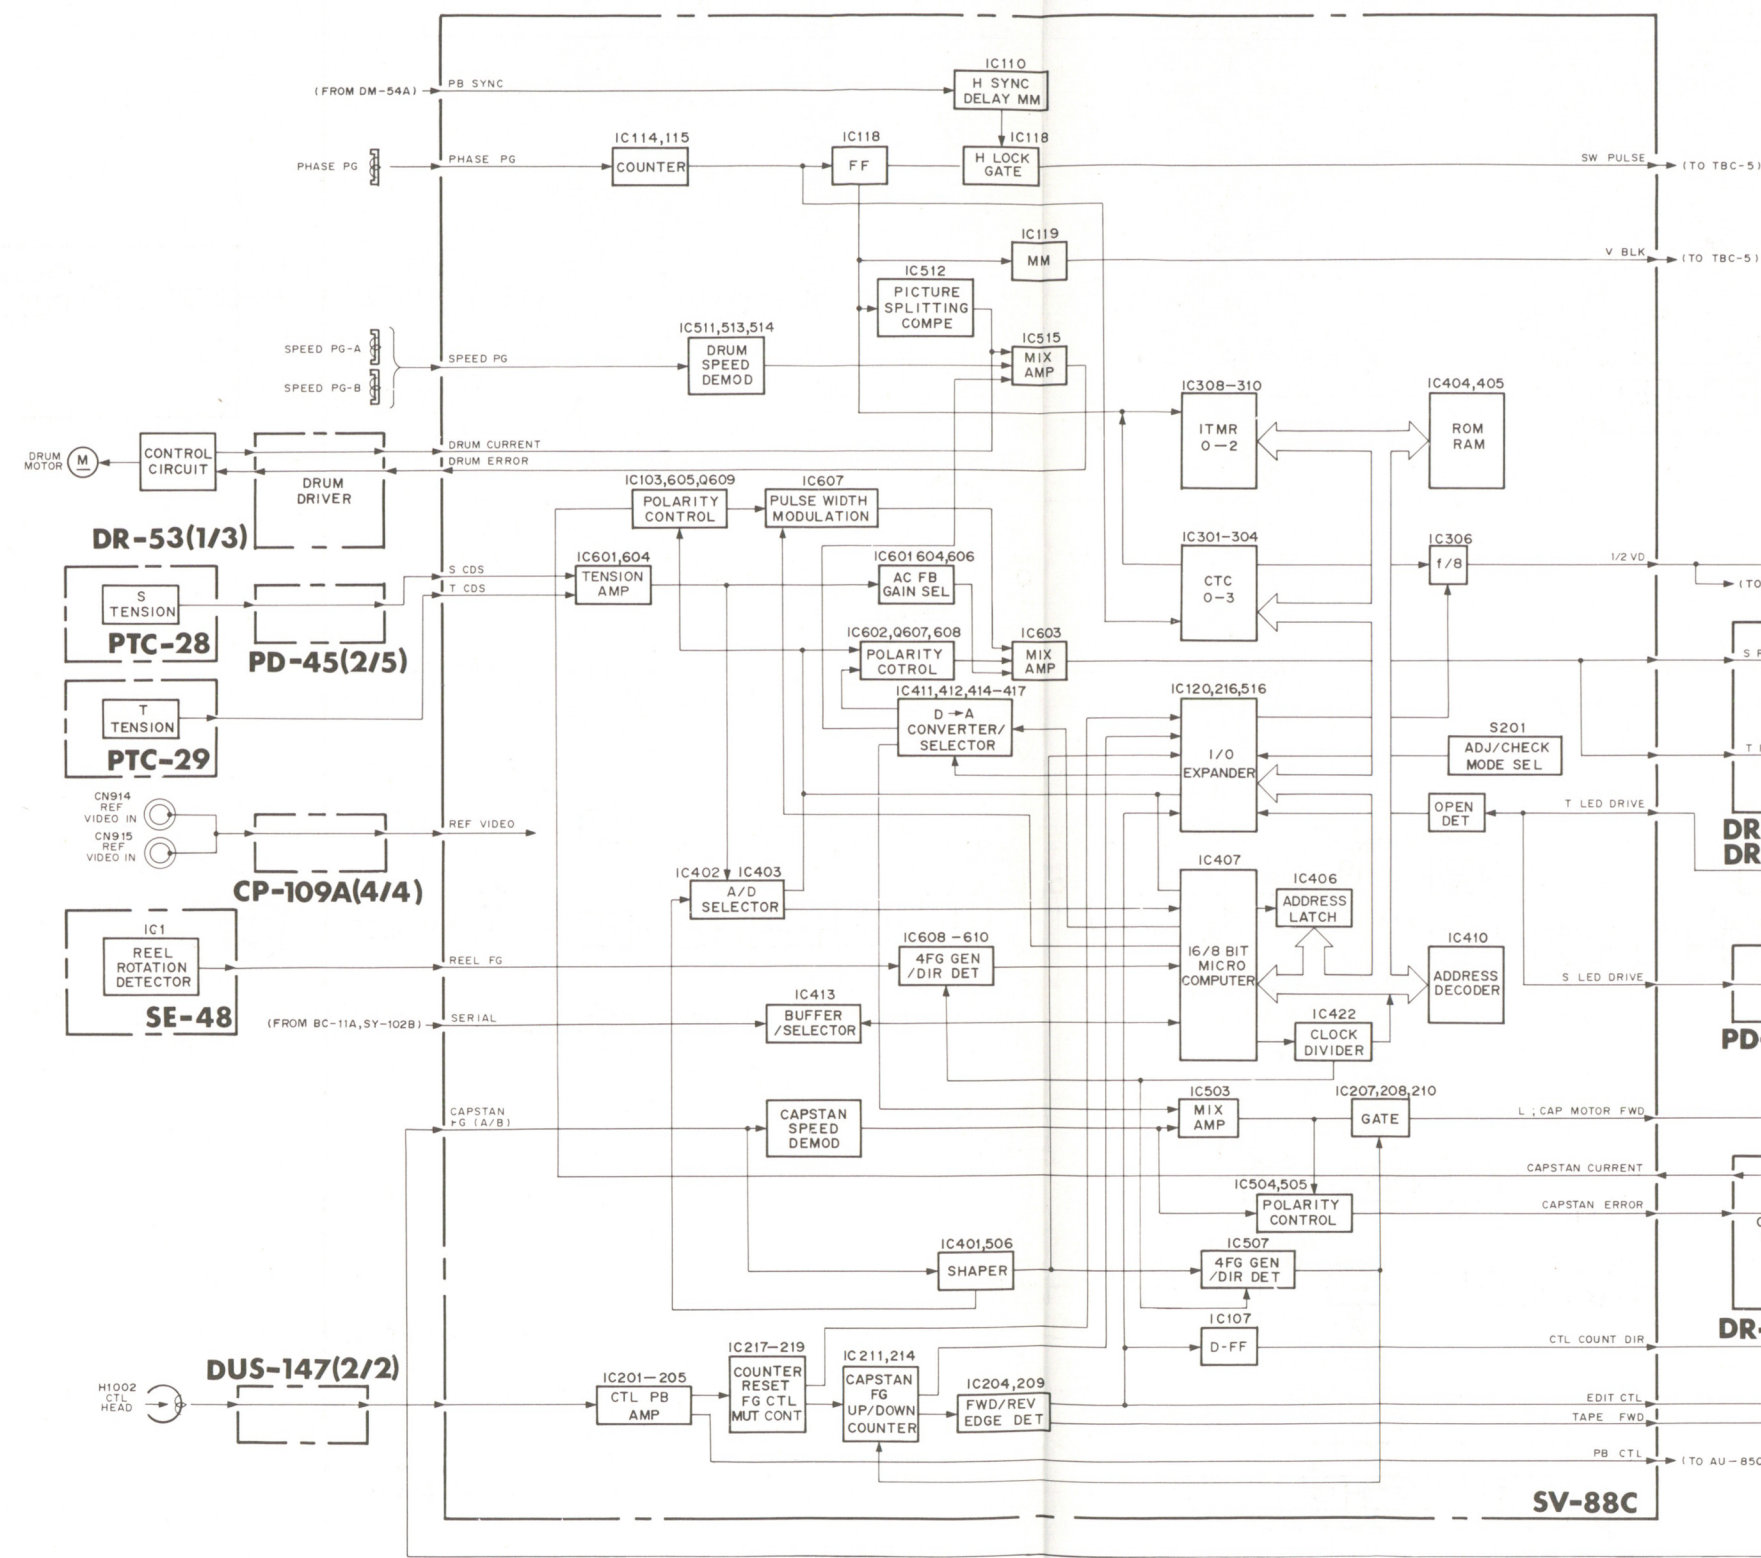 IC110
(FROM DM-54A)
PB SYNC
H SYNC
DELAY MM
IC114,115
IC118
IC118
PHASE PG
PHASE PG
COUNTER
FF
H LOCK
GATE
SW PULSE
(TO TBC-5)
IC119
MM
V BLK
(TO TBC-5)
IC512
PICTURE
SPLITTING
COMPE
IC511,513,514
IC515
SPEED PG-A
SPEED PG-B
SPEED PG
DRUM
SPEED
DEMOD
MIX
AMP
IC308-310
IC404,405
ITMR
0-2
ROM
RAM
DRUM
MOTOR
M
CONTROL
CIRCUIT
DRUM CURRENT
DRUM ERROR
DRUM
DRIVER
DR-53(1/3)
IC103,605,Q609
IC607
POLARITY
CONTROL
PULSE WIDTH
MODULATION
IC601,604
IC601 604,606
IC301-304
IC306
S CDS
T CDS
TENSION
AMP
AC FB
GAIN SEL
CTC
0-3
f/8
1/2 VD
(TO
S
TENSION
PTC-28
PD-45(2/5)
IC602,Q607,608
IC603
POLARITY
COTROL
MIX
AMP
S
T
TENSION
PTC-29
IC411,412,414-417
IC120,216,516
D→A
CONVERTER/
SELECTOR
I/O
EXPANDER
S201
ADJ/CHECK
MODE SEL
T
CN914
REF
VIDEO IN
CN915
REF
VIDEO IN
REF VIDEO
CP-109A(4/4)
OPEN
DET
T LED DRIVE
DR
DR
IC402 IC403
IC407
IC406
A/D
SELECTOR
ADDRESS
LATCH
IC1
REEL
ROTATION
DETECTOR
SE-48
REEL FG
IC608-610
4FG GEN
/DIR DET
16/8 BIT
MICRO
COMPUTER
IC410
ADDRESS
DECODER
S LED DRIVE
(FROM BC-11A,SY-102B)
SERIAL
IC413
BUFFER
/SELECTOR
IC422
CLOCK
DIVIDER
PD-
CAPSTAN
FG (A/B)
CAPSTAN
SPEED
DEMOD
IC503
MIX
AMP
IC207,208,210
GATE
L ; CAP MOTOR FWD
CAPSTAN CURRENT
IC504,505
POLARITY
CONTROL
CAPSTAN ERROR
IC401,506
SHAPER
IC507
4FG GEN
/DIR DET
IC107
D-FF
CTL COUNT DIR
DR-
DUS-147(2/2)
H1002
CTL
HEAD
IC201-205
CTL PB
AMP
IC217-219
COUNTER
RESET
FG CTL
MUT CONT
IC211,214
CAPSTAN
FG
UP/DOWN
COUNTER
IC204,209
FWD/REV
EDGE DET
EDIT CTL
TAPE FWD
PB CTL
(TO AU-85
SV-88C